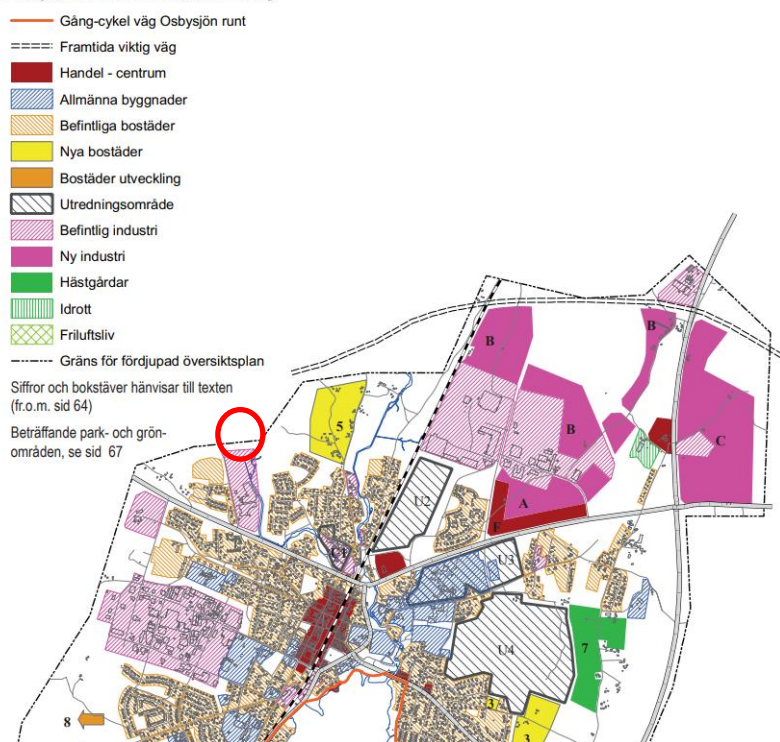 Gång-cykel väg Osbysjön runt
Framtida viktig väg
Handel - centrum
Allmänna byggnader
Befintliga bostäder
Nya bostäder
Bostäder utveckling
Utredningsområde
Befintlig industri
Ny industri
Hästgårdar
Idrott
Friluftsliv
Gräns för fördjupad översiktsplan
Siffror och bokstäver hänvisar till texten
(fr.o.m. sid 64)
Beträffande park- och grön-
områden, se sid 67
B
B
5
B
C
U2
A
F
U3
U4
7
3
3
8